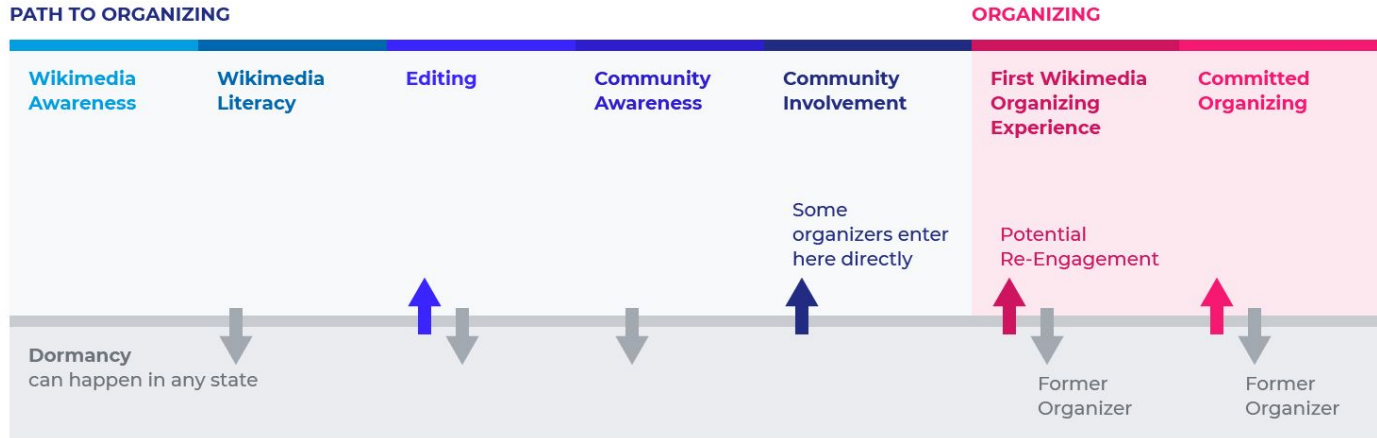 PATH TO ORGANIZING
ORGANIZING
Wikimedia
Awareness
Wikimedia
Literacy
Editing
Community
Awareness
Community
Involvement
First Wikimedia
Organizing
Experience
Committed
Organizing
Some
organizers enter
here directly
Potential
Re-Engagement
Dormancy
can happen in any state
Former
Organizer
Former
Organizer